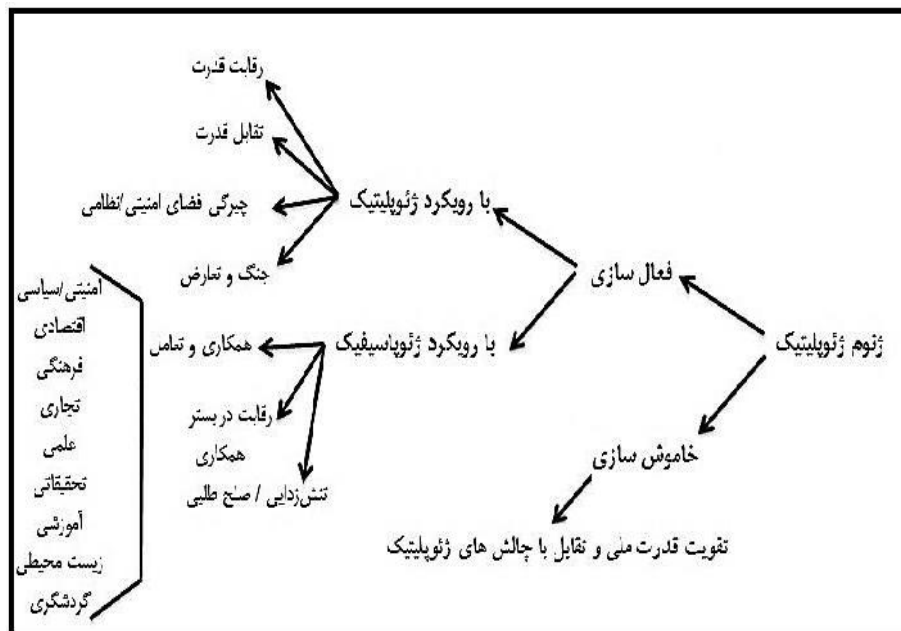 ژنوم ژئوپلیتیک
فعال سازی
خاموش سازی
با رویکرد ژئوپلیتیک
با رویکرد ژئوپاسیفیک
تقویت قدرت ملی و تقابل با چالش های ژئوپلیتیک
رقابت قدرت
تقابل قدرت
چیرگی فضای امنیتی/نظامی
جنگ و تعارض
همکاری و تعامل
رقابت در بستر
همکاری
تنش‌زدایی / صلح طلبی
امنیتی/سیاسی
اقتصادی
فرهنگی
تجاری
علمی
تحقیقاتی
آموزشی
زیست محیطی
گردشگری